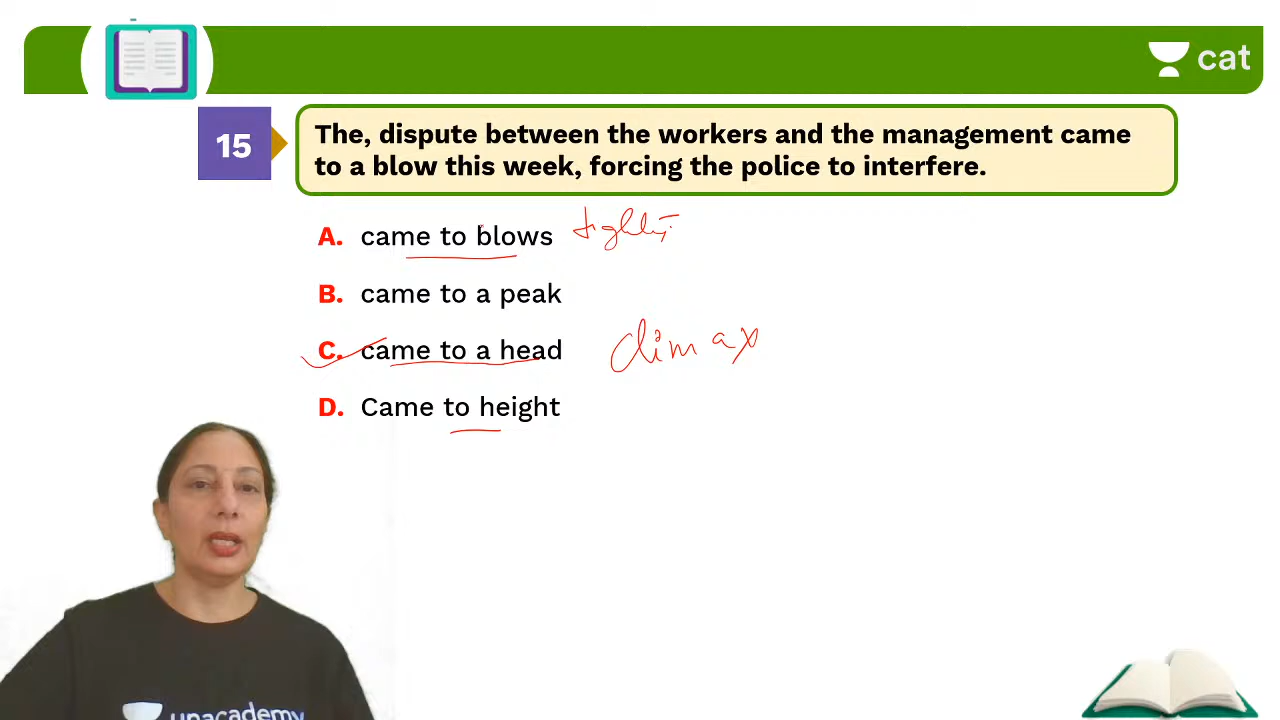 cat
15
The, dispute between the workers and the management came
to a blow this week, forcing the police to interfere.
A. came to blows
B. came to a peak
C. came to a head
climax
D. Came to height
unacademy